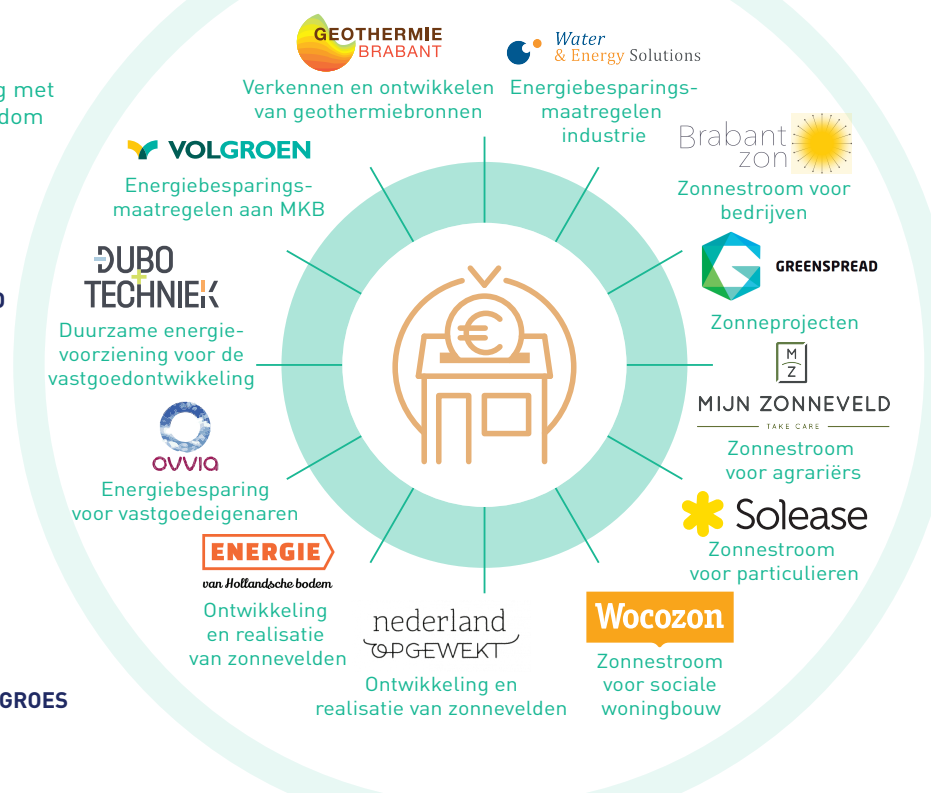 g met
dom
GEOTHERMIE
BRABANT
Verkennen en ontwikkelen
van geothermiebronnen
Water
& Energy Solutions
Energiebesparings-
maatregelen
industrie
Brabant
zon
Zonnestroom voor
bedrijven
GREENSPREAD
Zonneprojecten
M
Z
MIJN ZONNEVELD
TAKE CARE
Zonnestroom
voor agrariërs
Solease
Zonnestroom
voor particulieren
Wocozon
Zonnestroom
voor sociale
woningbouw
nederland
OPGEWEKT
Ontwikkeling en
realisatie van zonnevelden
ENERGIE
van Hollandsche bodem
Ontwikkeling
en realisatie
van zonnevelden
OVVIA
Energiebesparing
voor vastgoedeigenaren
DUBO
+
TECHNIEK
Duurzame energie-
voorziening voor de
vastgoedontwikkeling
VOLGROEN
Energiebesparings-
maatregelen aan MKB
€
GROES